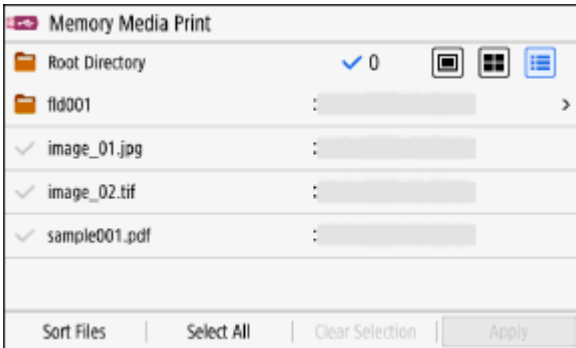 Memory Media Print
Root Directory 0
fld001 :
image_01.jpg :
image_02.tif :
sample001.pdf :
Sort Files Select All Clear Selection Apply